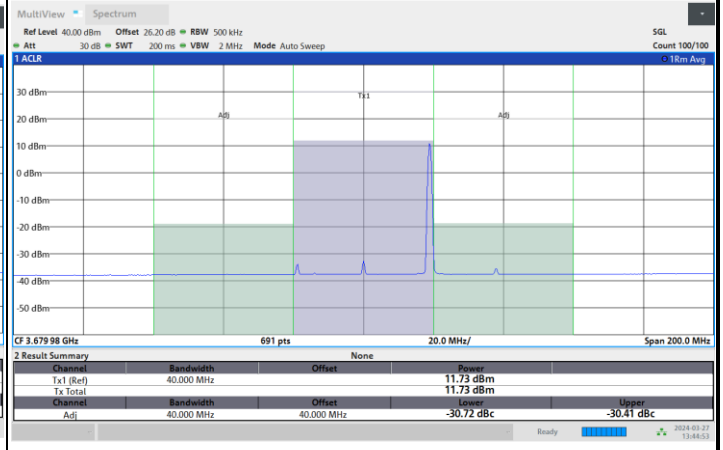 MultiView Spectrum
Ref Level 40.00 dBm Offset 26.20 dB RBW 500 kHz SGL
Att 30 dB SWT 200 ms VBW 2 MHz Mode Auto Sweep Count 100/100
1 ACLR 1Rm Avg
30 dBm
Tx1
20 dBm Adj Adj
10 dBm
0 dBm
-10 dBm
-20 dBm
-30 dBm
-40 dBm
-50 dBm
CF 3.67998 GHz 691 pts 20.0 MHz/ Span 200.0 MHz
2 Result Summary None
Channel Bandwidth Offset Power
Tx1 (Ref) 40.000 MHz 11.73 dBm
Tx Total 11.73 dBm
Channel Bandwidth Offset Lower Upper
Adj 40.000 MHz 40.000 MHz -30.72 dBc -30.41 dBc
Ready 2024-03-27
13:44:53